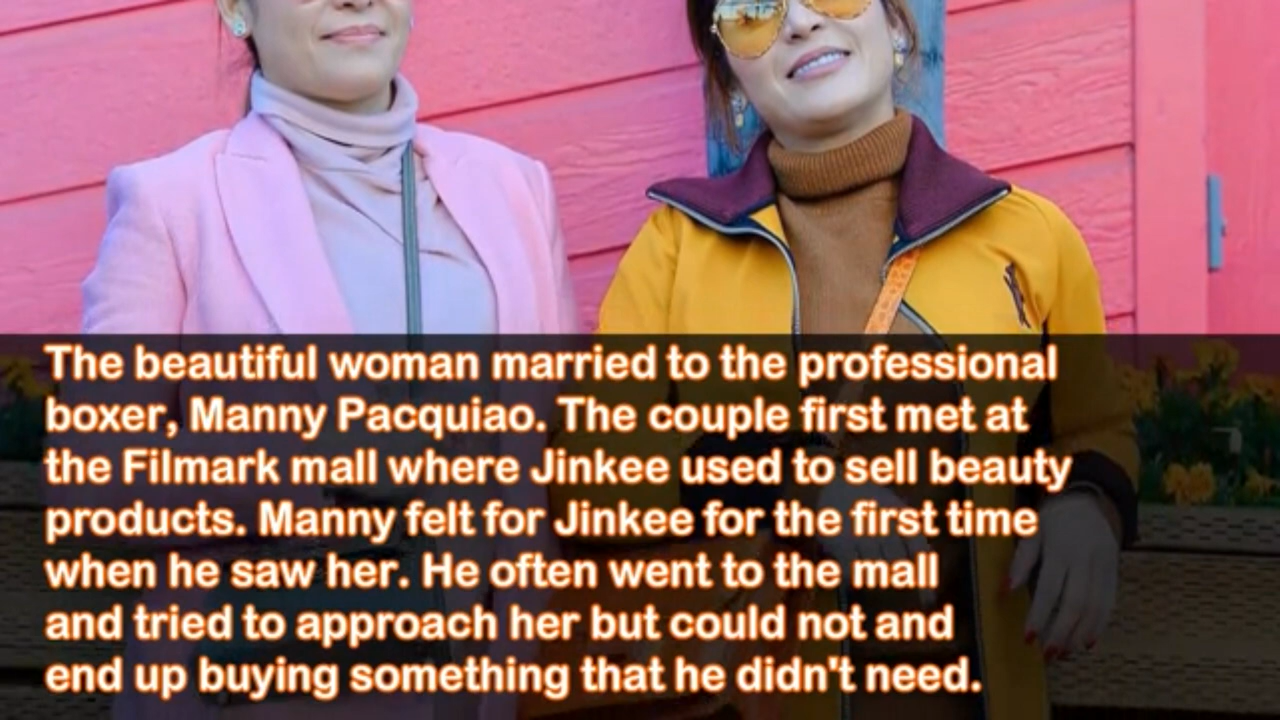 The beautiful woman married to the professional
boxer, Manny Pacquiao. The couple first met at
the Filmark mall where Jinkee used to sell beauty
products. Manny felt for Jinkee for the first time
when he saw her. He often went to the mall
and tried to approach her but could not and
end up buying something that he didn't need.